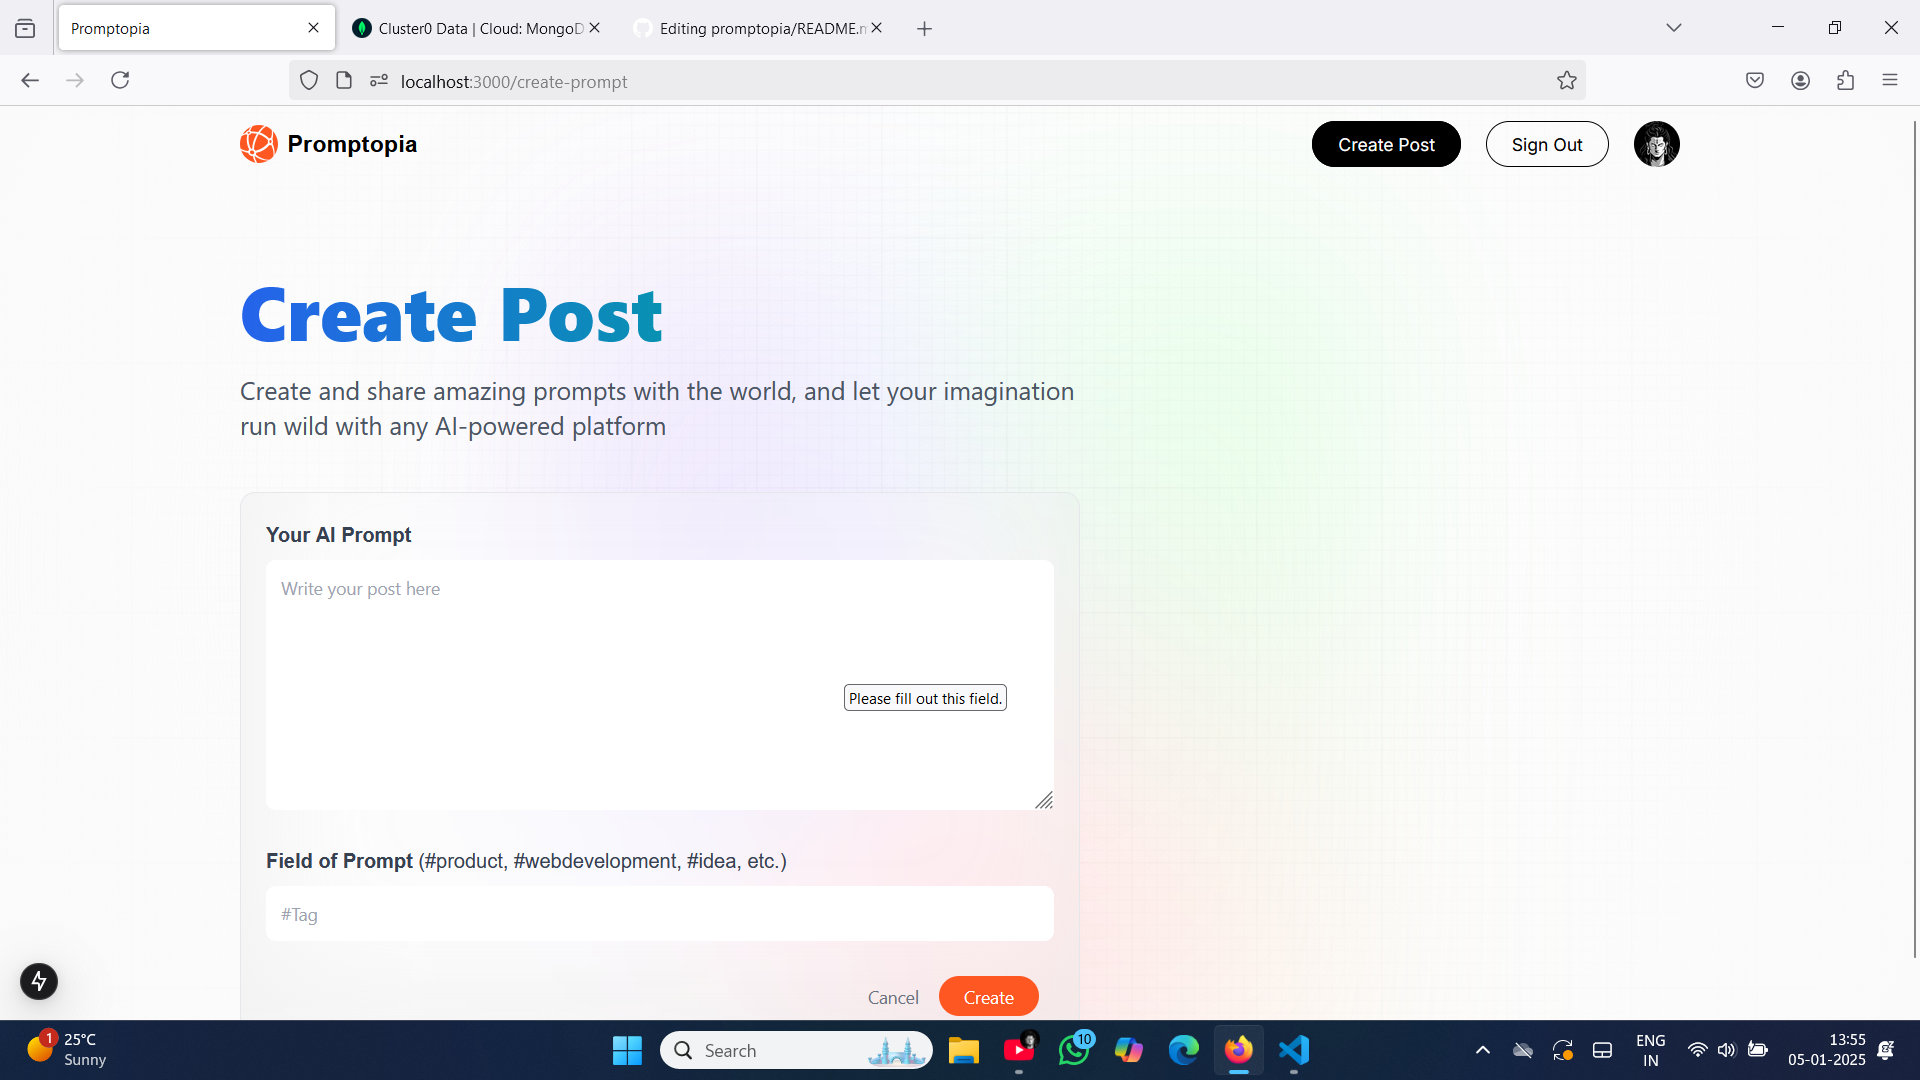 Promptopia
Cluster0 Data | Cloud: MongoD
Editing promptopia/README.m
localhost:3000/create-prompt
Promptopia
Create Post
Sign Out
Create Post
Create and share amazing prompts with the world, and let your imagination
run wild with any AI-powered platform
Your AI Prompt
Write your post here
Please fill out this field.
Field of Prompt (#product, #webdevelopment, #idea, etc.)
#Tag
Cancel
Create
1
25°C
Sunny
Search
10
ENG
IN
13:55
05-01-2025